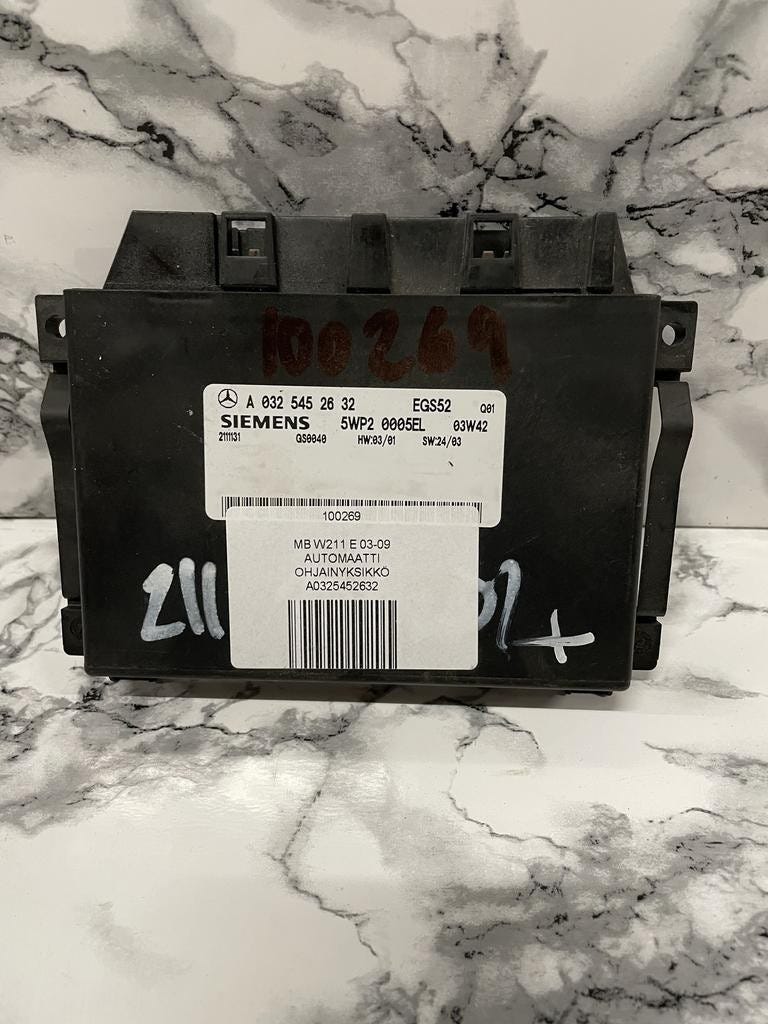 100269
A 032 545 26 32 EGS52 Q01
SIEMENS 5WP2 0005EL 03W42
2111131 GS0040 HW:03/01 SW:24/03
100269
MB W211 E 03-09
AUTOMAATTI
OHJAINYKSIKKÖ
A0325452632
211